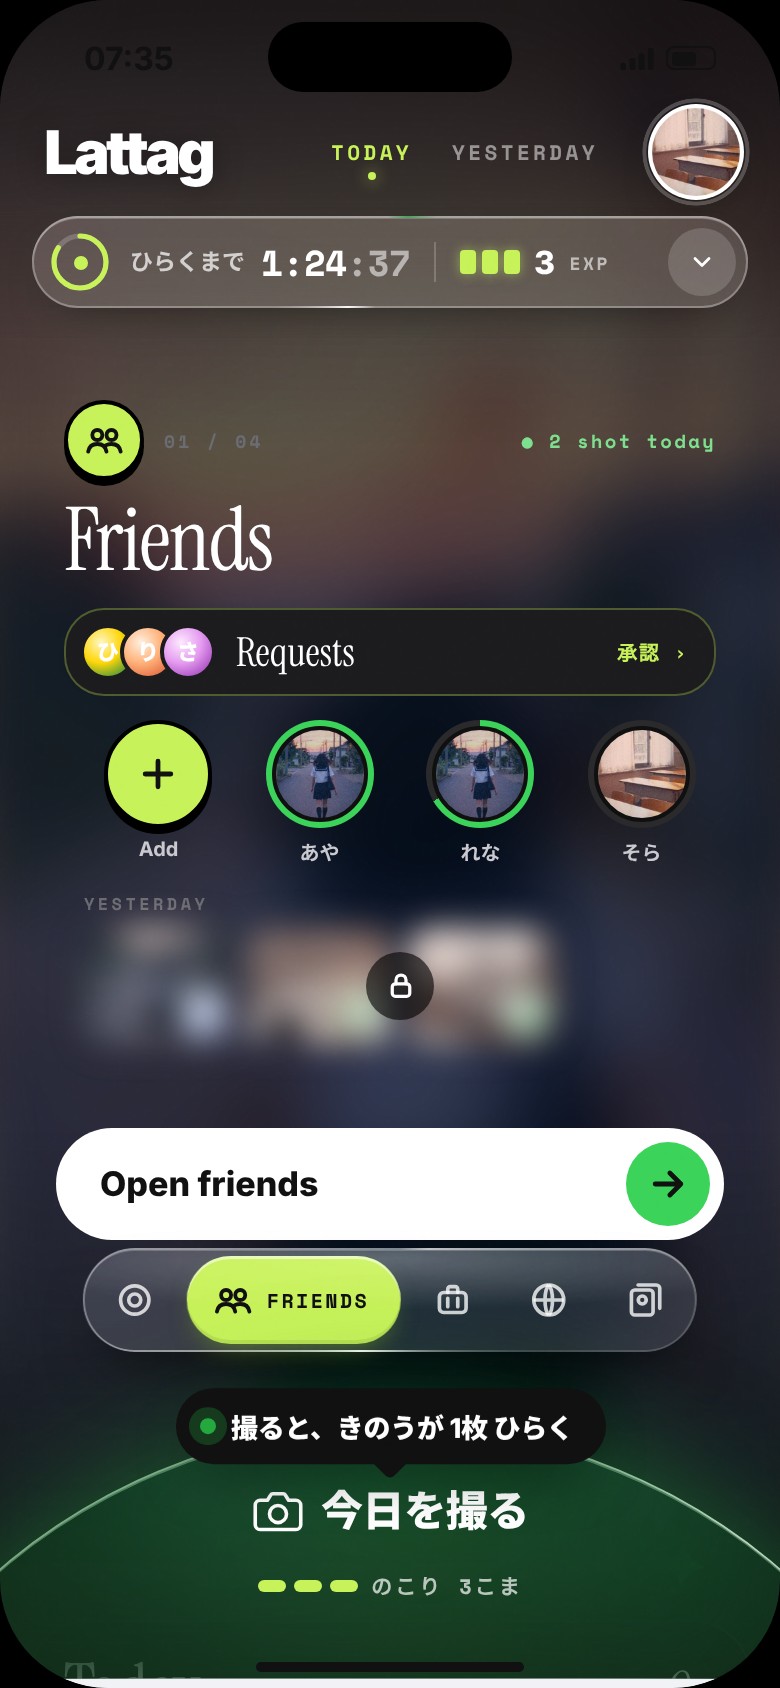 07:35
Lattag
TODAY YESTERDAY
ひらくまで 1:24:37 3 EXP
01 / 04 2 shot today
Friends
ひ り さ Requests 承認 ›
Add あや れな そら
YESTERDAY
Open friends
FRIENDS
撮ると、きのうが 1枚 ひらく
今日を撮る
のこり 3こま